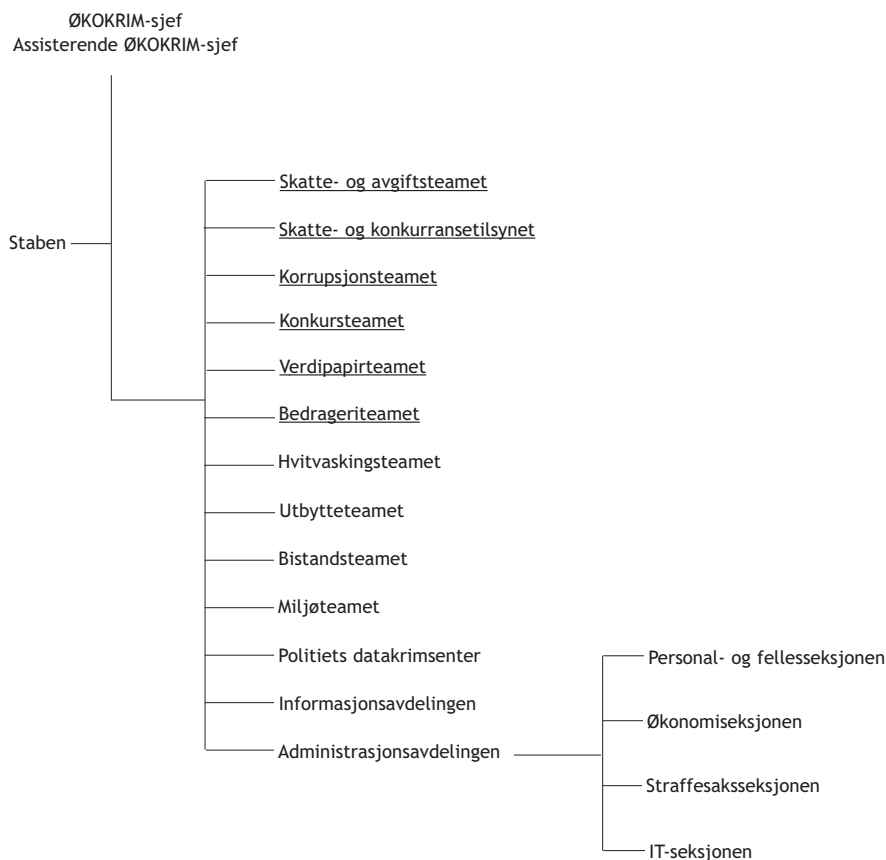 ØKOKRIM-sjef
Assisterende ØKOKRIM-sjef
Staben
Skatte- og avgiftsteamet
Skatte- og konkurransetilsynet
Korrupsjonsteamet
Konkursteamet
Verdipapirteamet
Bedrageriteamet
Hvitvaskingsteamet
Utbytteteamet
Bistandsteamet
Miljøteamet
Politiets datakrimsenter
Informasjonsavdelingen
Administrasjonsavdelingen
Personal- og fellesseksjonen
Økonomiseksjonen
Straffesaksseksjonen
IT-seksjonen